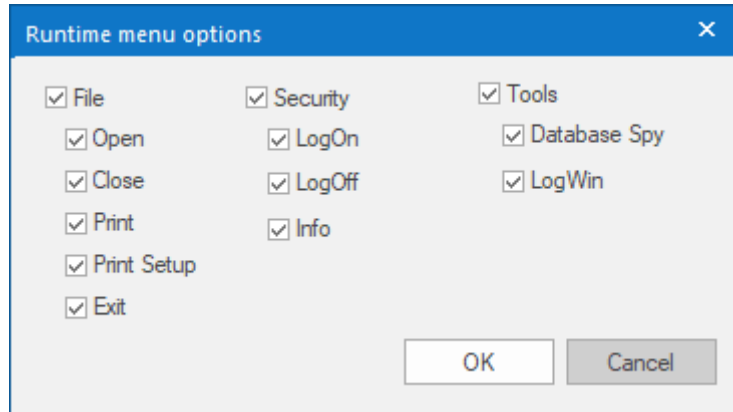 Runtime menu options
File
Open
Close
Print
Print Setup
Exit
Security
LogOn
LogOff
Info
Tools
Database Spy
LogWin
OK
Cancel